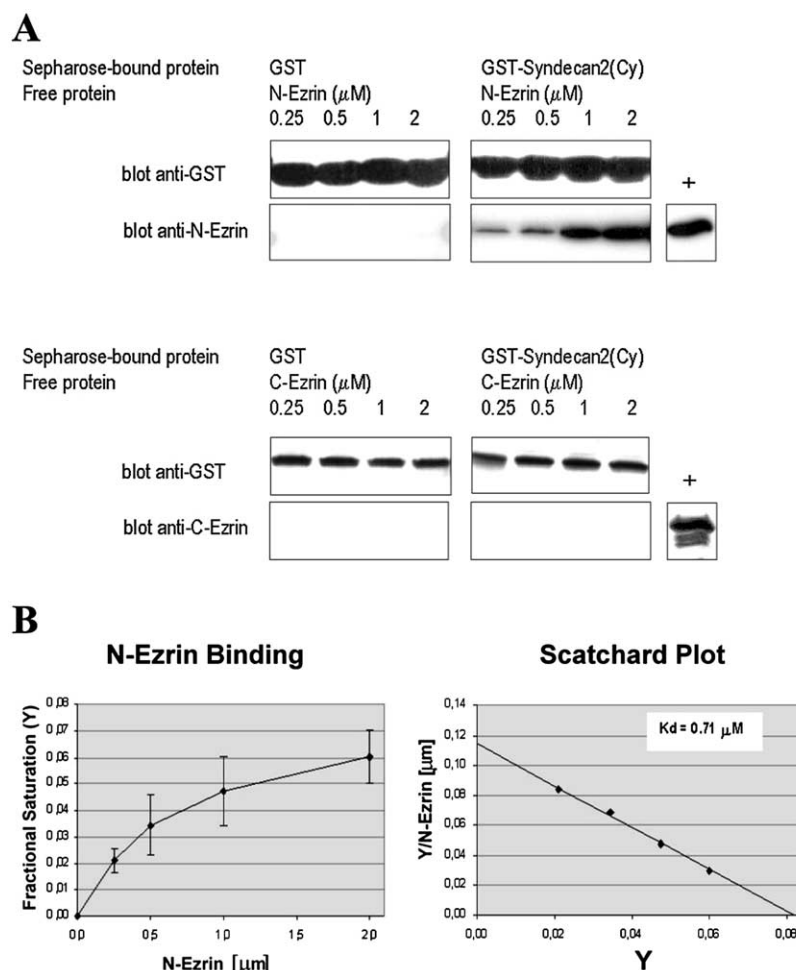 A
Sepharose-bound protein GST GST-Syndecan2(Cy)
Free protein N-Ezrin (μM) N-Ezrin (μM)
0.25 0.5 1 2 0.25 0.5 1 2
blot anti-GST
+
blot anti-N-Ezrin
Sepharose-bound protein GST GST-Syndecan2(Cy)
Free protein C-Ezrin (μM) C-Ezrin (μM)
0.25 0.5 1 2 0.25 0.5 1 2
blot anti-GST
+
blot anti-C-Ezrin
B
N-Ezrin Binding
Fractional Saturation (Y)
0,08
0,07
0,06
0,05
0,04
0,03
0,02
0,01
0,00
0,0 0,5 1,0 1,5 2,0
N-Ezrin [μm]
Scatchard Plot
Y/N-Ezrin [μm]
0,14
0,12
0,10
0,08
0,06
0,04
0,02
0,00
Kd = 0.71 μM
0,00 0,02 0,04 0,06 0,08
Y